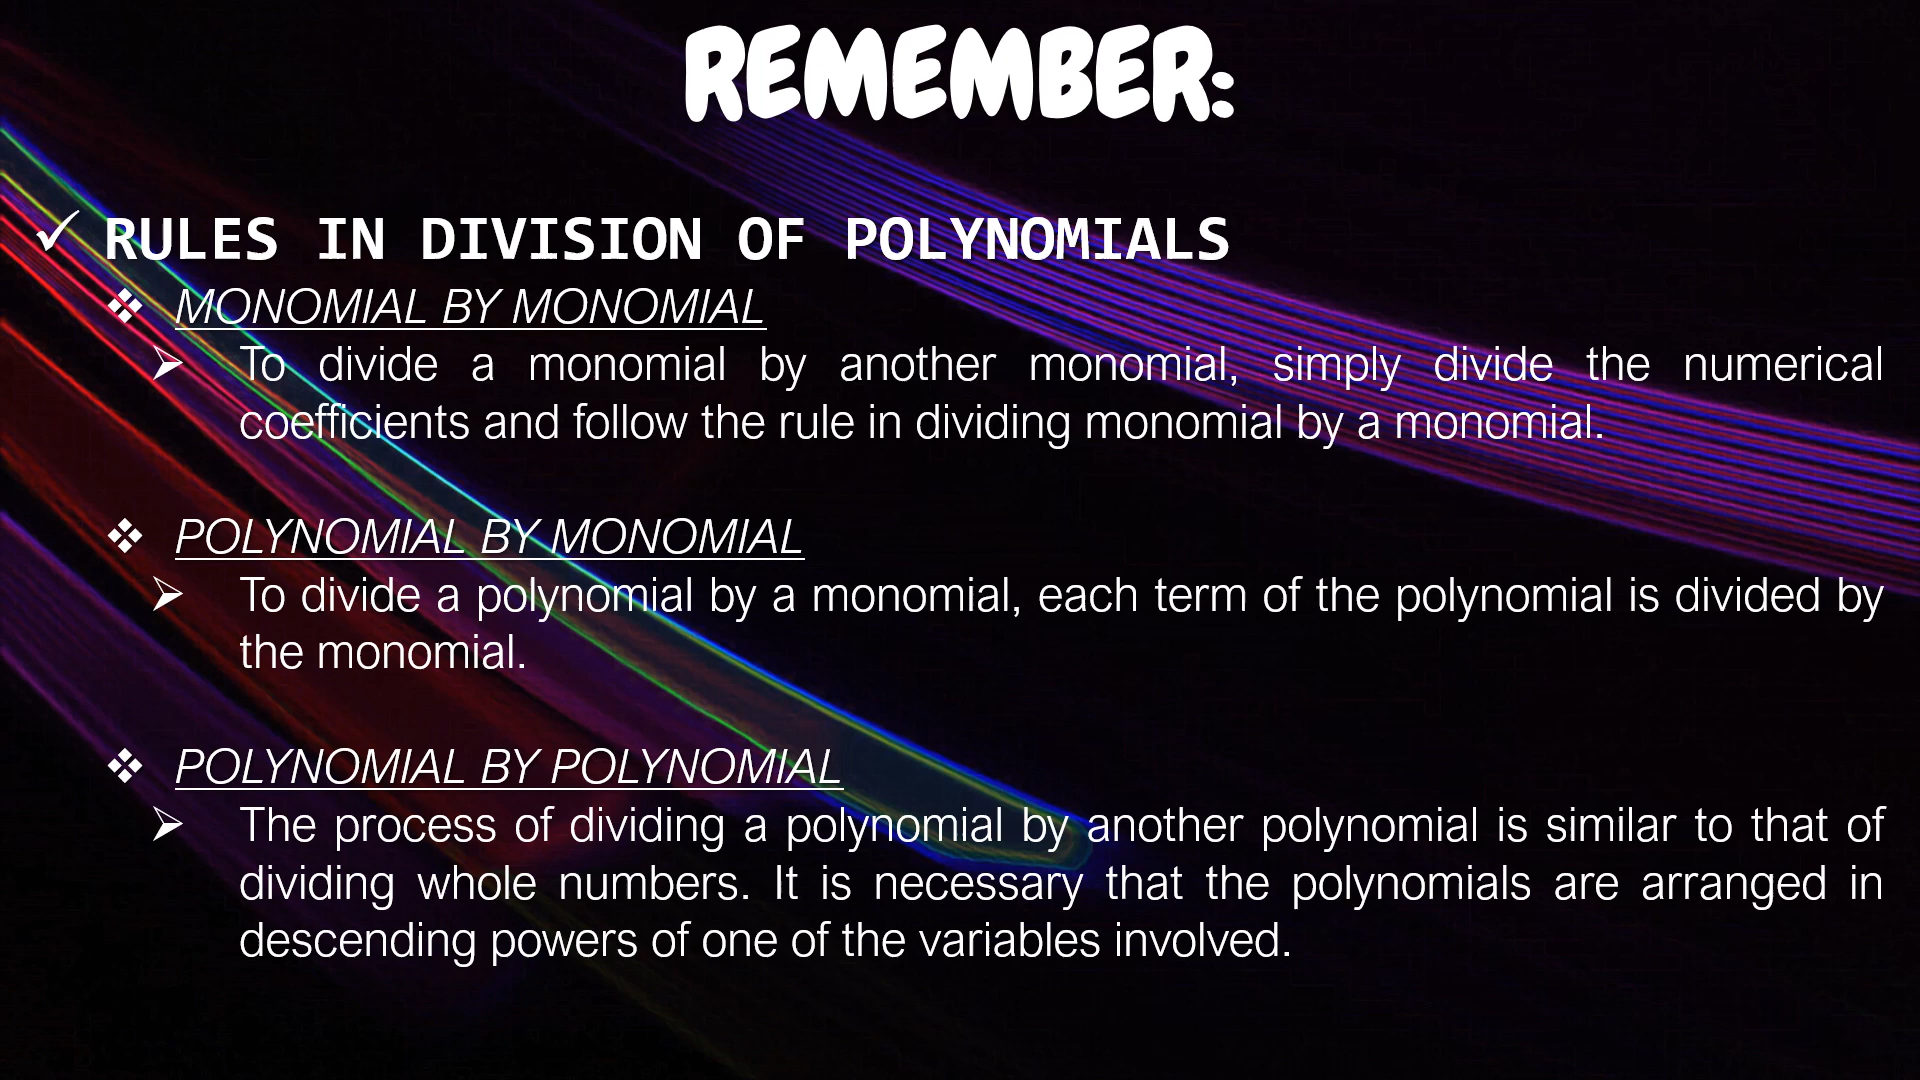 REMEMBER:
✓ RULES IN DIVISION OF POLYNOMIALS
❖ MONOMIAL BY MONOMIAL
➢ To divide a monomial by another monomial, simply divide the numerical
coefficients and follow the rule in dividing monomial by a monomial.
❖ POLYNOMIAL BY MONOMIAL
➢ To divide a polynomial by a monomial, each term of the polynomial is divided by
the monomial.
❖ POLYNOMIAL BY POLYNOMIAL
➢ The process of dividing a polynomial by another polynomial is similar to that of
dividing whole numbers. It is necessary that the polynomials are arranged in
descending powers of one of the variables involved.